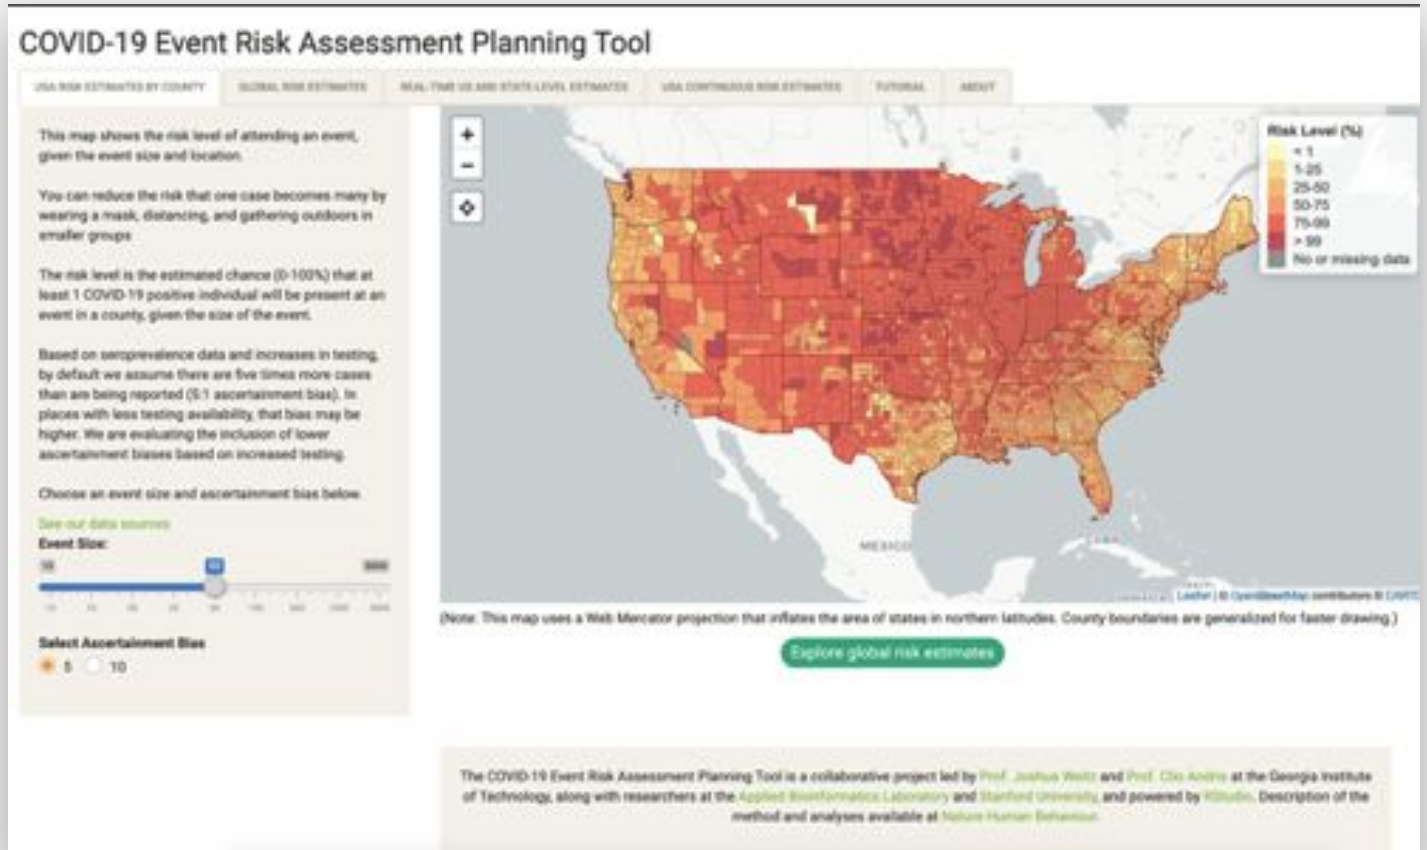 COVID-19 Event Risk Assessment Planning Tool
USA RISK ESTIMATES BY COUNTY
GLOBAL RISK ESTIMATES
REAL-TIME US AND STATE-LEVEL ESTIMATES
USA CONTINUOUS RISK ESTIMATES
TUTORIAL
ABOUT
This map shows the risk level of attending an event,
given the event size and location.
You can reduce the risk that one case becomes many by
wearing a mask, distancing, and gathering outdoors in
smaller groups
The risk level is the estimated chance (0-100%) that at
least 1 COVID-19 positive individual will be present at an
event in a county, given the size of the event.
Based on seroprevalence data and increases in testing,
by default we assume there are five times more cases
than are being reported (5:1 ascertainment bias). In
places with less testing availability, that bias may be
higher. We are evaluating the inclusion of lower
ascertainment biases based on increased testing.
Choose an event size and ascertainment bias below.
See our data sources
Event Size:
10
Select Ascertainment Bias
5 10
+
−
Risk Level (%)
< 1
1-25
25-50
50-75
75-99
> 99
No or missing data
MEXICO
CUBA
Leaflet | © OpenStreetMap contributors © CARTO
(Note: This map uses a Web Mercator projection that inflates the area of states in northern latitudes. County boundaries are generalized for faster drawing.)
Explore global risk estimates
The COVID-19 Event Risk Assessment Planning Tool is a collaborative project led by Prof. Joshua Weitz and Prof. Clio Andris at the Georgia Institute
of Technology, along with researchers at the Applied Bioinformatics Laboratory and Stanford University, and powered by RStudio. Description of the
method and analyses available at Nature Human Behaviour.